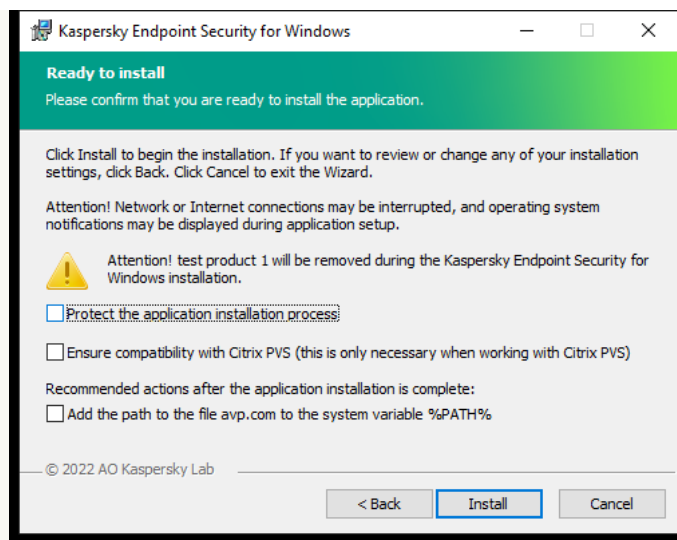 Kaspersky Endpoint Security for Windows
Ready to install
Please confirm that you are ready to install the application.
Click Install to begin the installation. If you want to review or change any of your installation
settings, click Back. Click Cancel to exit the Wizard.
Attention! Network or Internet connections may be interrupted, and operating system
notifications may be displayed during application setup.
Attention! test product 1 will be removed during the Kaspersky Endpoint Security for
Windows installation.
Protect the application installation process
Ensure compatibility with Citrix PVS (this is only necessary when working with Citrix PVS)
Recommended actions after the application installation is complete:
Add the path to the file avp.com to the system variable %PATH%
© 2022 AO Kaspersky Lab
< Back Install Cancel